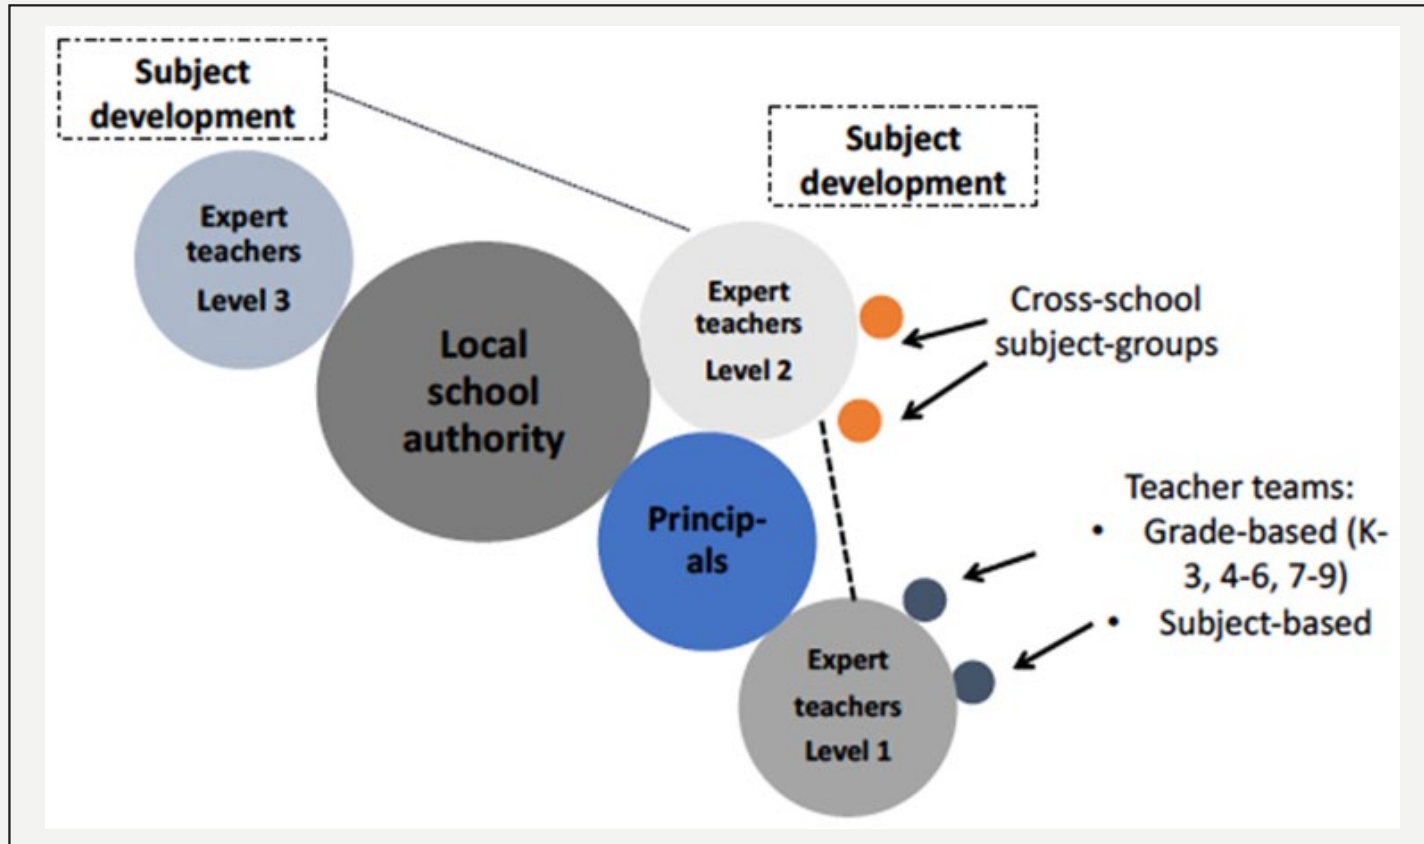 Subject
development
Subject
development
Expert
teachers
Level 3
Local
school
authority
Expert
teachers
Level 2
Cross-school
subject-groups
Princip-
als
Teacher teams:
• Grade-based (K-
3, 4-6, 7-9)
• Subject-based
Expert
teachers
Level 1